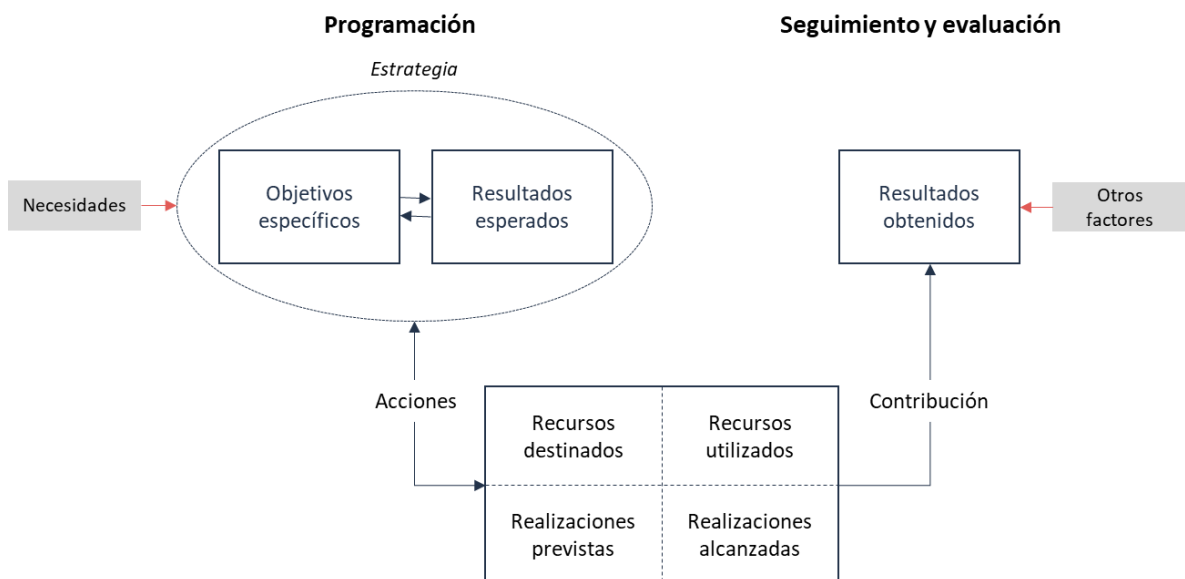 Programación
Seguimiento y evaluación
Estrategia
Necesidades
Objetivos
específicos
Resultados
esperados
Resultados
obtenidos
Otros
factores
Acciones
Contribución
Recursos
destinados
Recursos
utilizados
Realizaciones
previstas
Realizaciones
alcanzadas